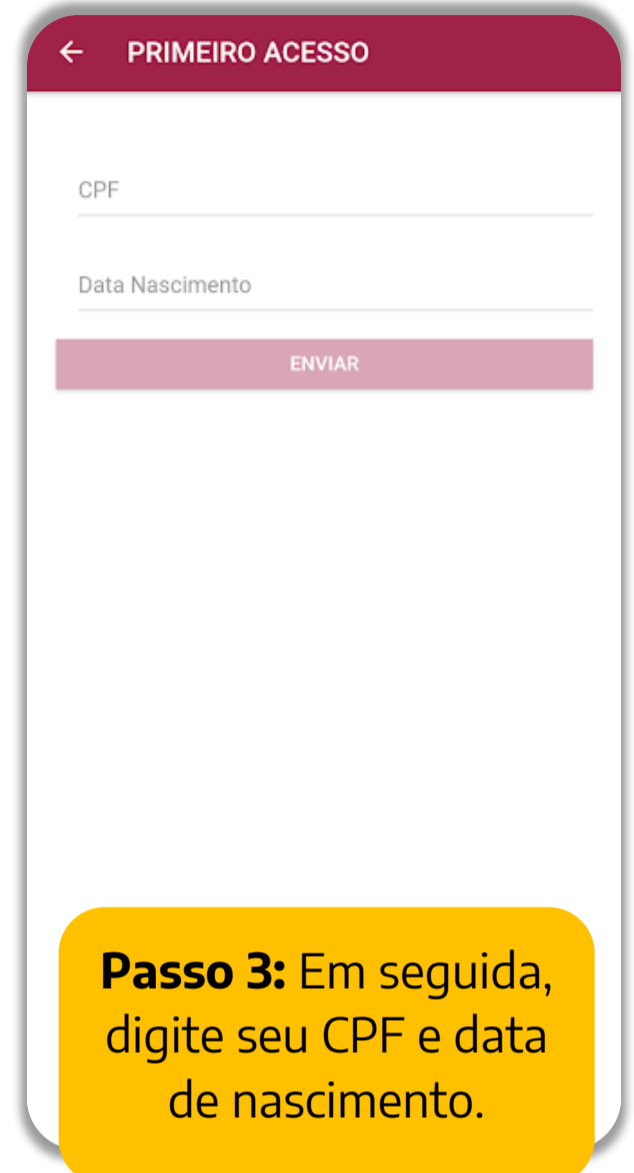 PRIMEIRO ACESSO
CPF
Data Nascimento
ENVIAR
Passo 3: Em seguida,
digite seu CPF e data
de nascimento.